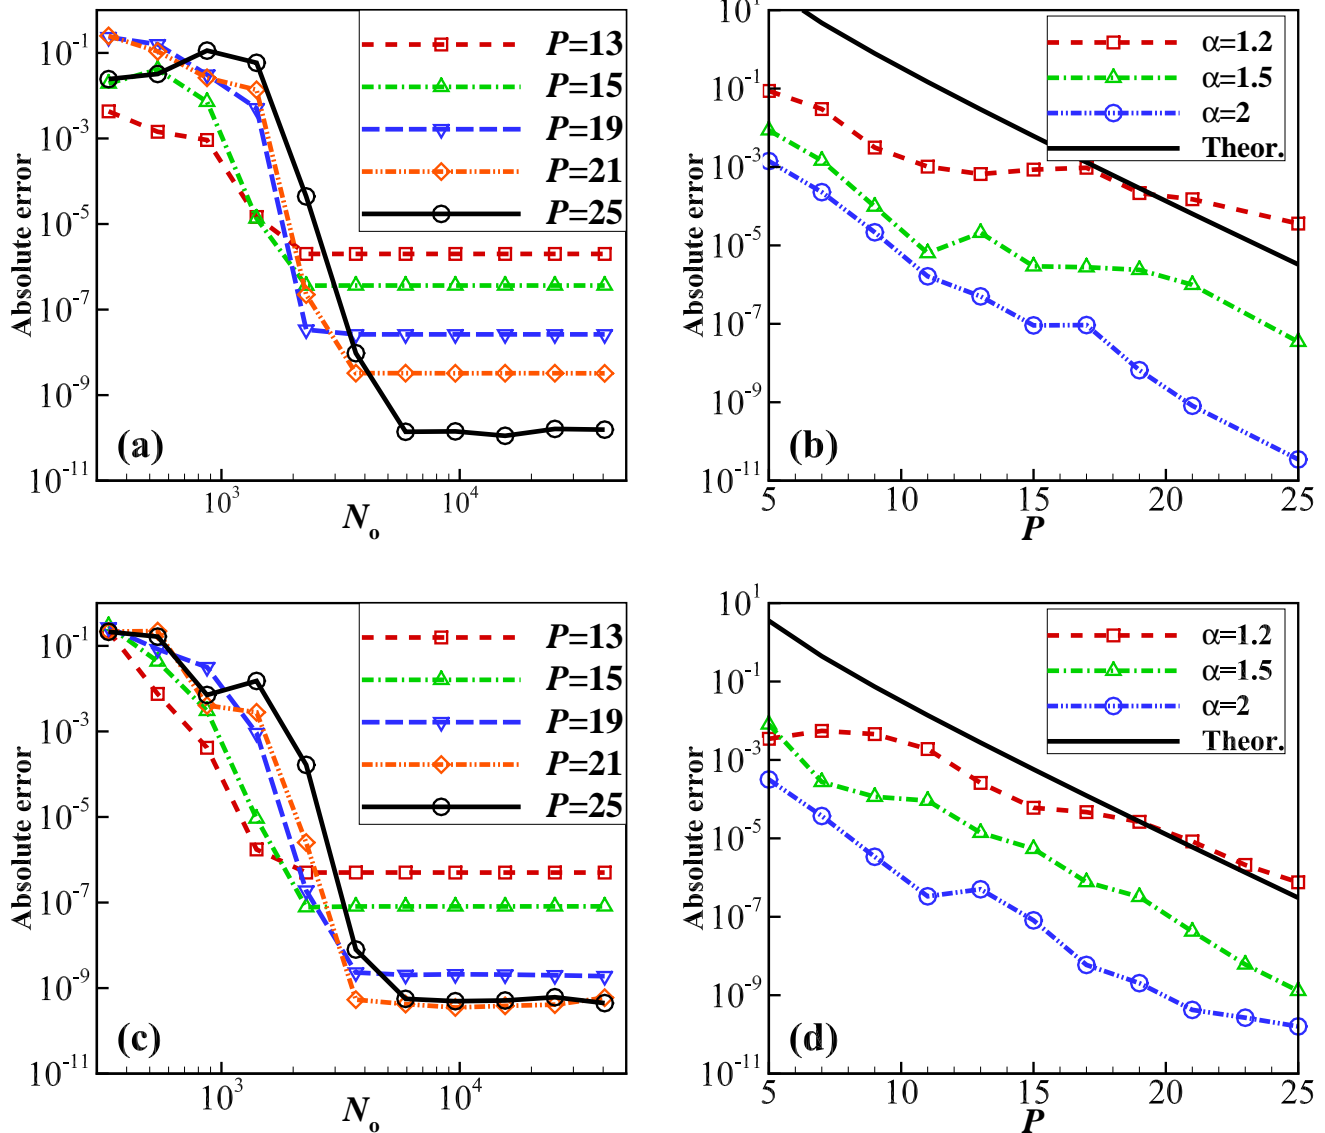 Absolute error
10^-1
10^-3
10^-5
10^-7
10^-9
10^-11
P=13
P=15
P=19
P=21
P=25
(a)
10^3
10^4
N_o
Absolute error
10^1
10^-1
10^-3
10^-5
10^-7
10^-9
10^-11
α=1.2
α=1.5
α=2
Theor.
(b)
5
10
15
20
25
P
Absolute error
10^-1
10^-3
10^-5
10^-7
10^-9
10^-11
P=13
P=15
P=19
P=21
P=25
(c)
10^3
10^4
N_o
Absolute error
10^1
10^-1
10^-3
10^-5
10^-7
10^-9
10^-11
α=1.2
α=1.5
α=2
Theor.
(d)
5
10
15
20
25
P